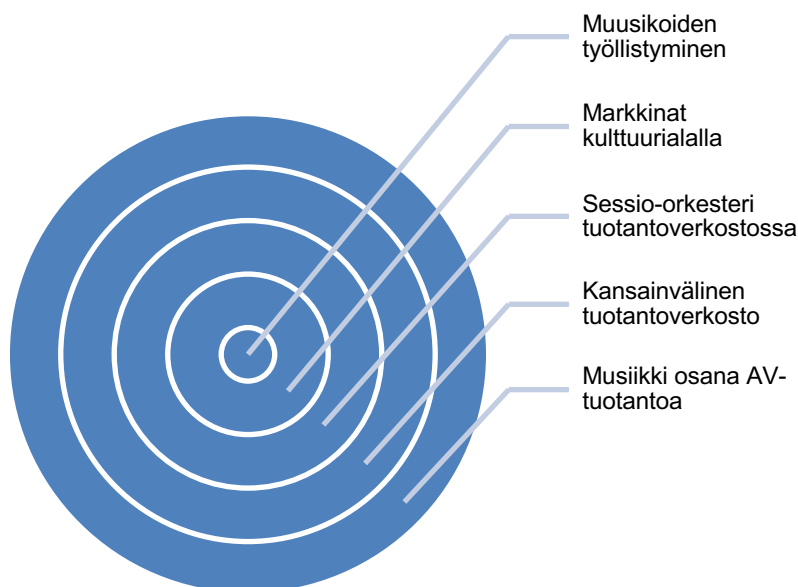 Muusikoiden
työllistyminen
Markkinat
kulttuurialalla
Sessio-orkesteri
tuotantoverkostossa
Kansainvälinen
tuotantoverkosto
Musiikki osana AV-
tuotantoa